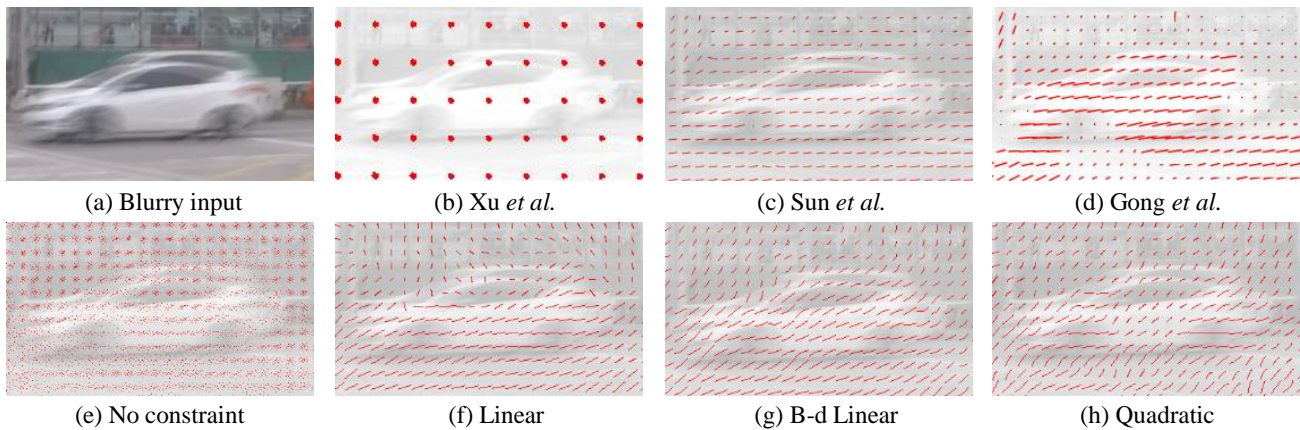 (a) Blurry input
(b) Xu et al.
(c) Sun et al.
(d) Gong et al.
(e) No constraint
(f) Linear
(g) B-d Linear
(h) Quadratic